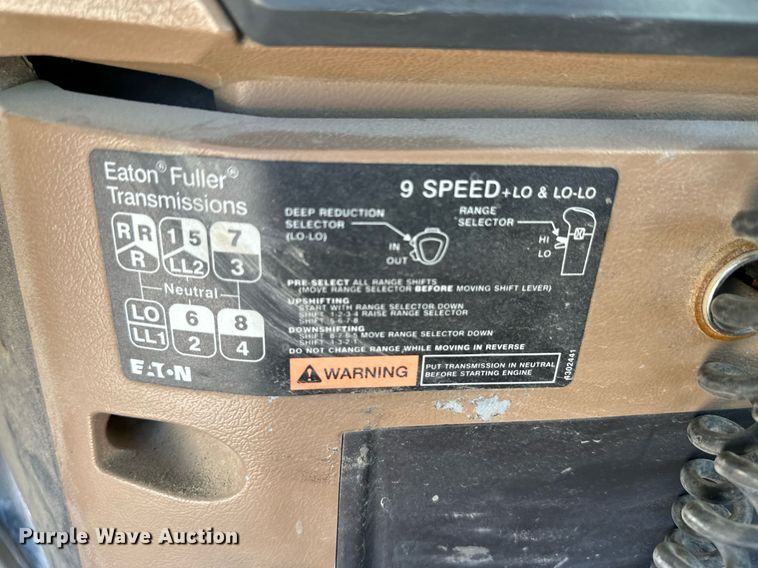 Eaton® Fuller®
Transmissions
9 SPEED +LO & LO-LO
R R 1 5 7
R LL2 3
Neutral
LO 6 8
LL1 2 4
EATON
DEEP REDUCTION
SELECTOR
(LO-LO)
IN
OUT
RANGE
SELECTOR
HI
LO
PRE-SELECT ALL RANGE SHIFTS
(MOVE RANGE SELECTOR BEFORE MOVING SHIFT LEVER)
UPSHIFTING
START WITH RANGE SELECTOR DOWN
SHIFT 1-2-3-4 RAISE RANGE SELECTOR
SHIFT 5-6-7-8
DOWNSHIFTING
SHIFT 8-7-6-5 MOVE RANGE SELECTOR DOWN
SHIFT 4-3-2-1
DO NOT CHANGE RANGE WHILE MOVING IN REVERSE
WARNING
PUT TRANSMISSION IN NEUTRAL
BEFORE STARTING ENGINE
Purple Wave Auction